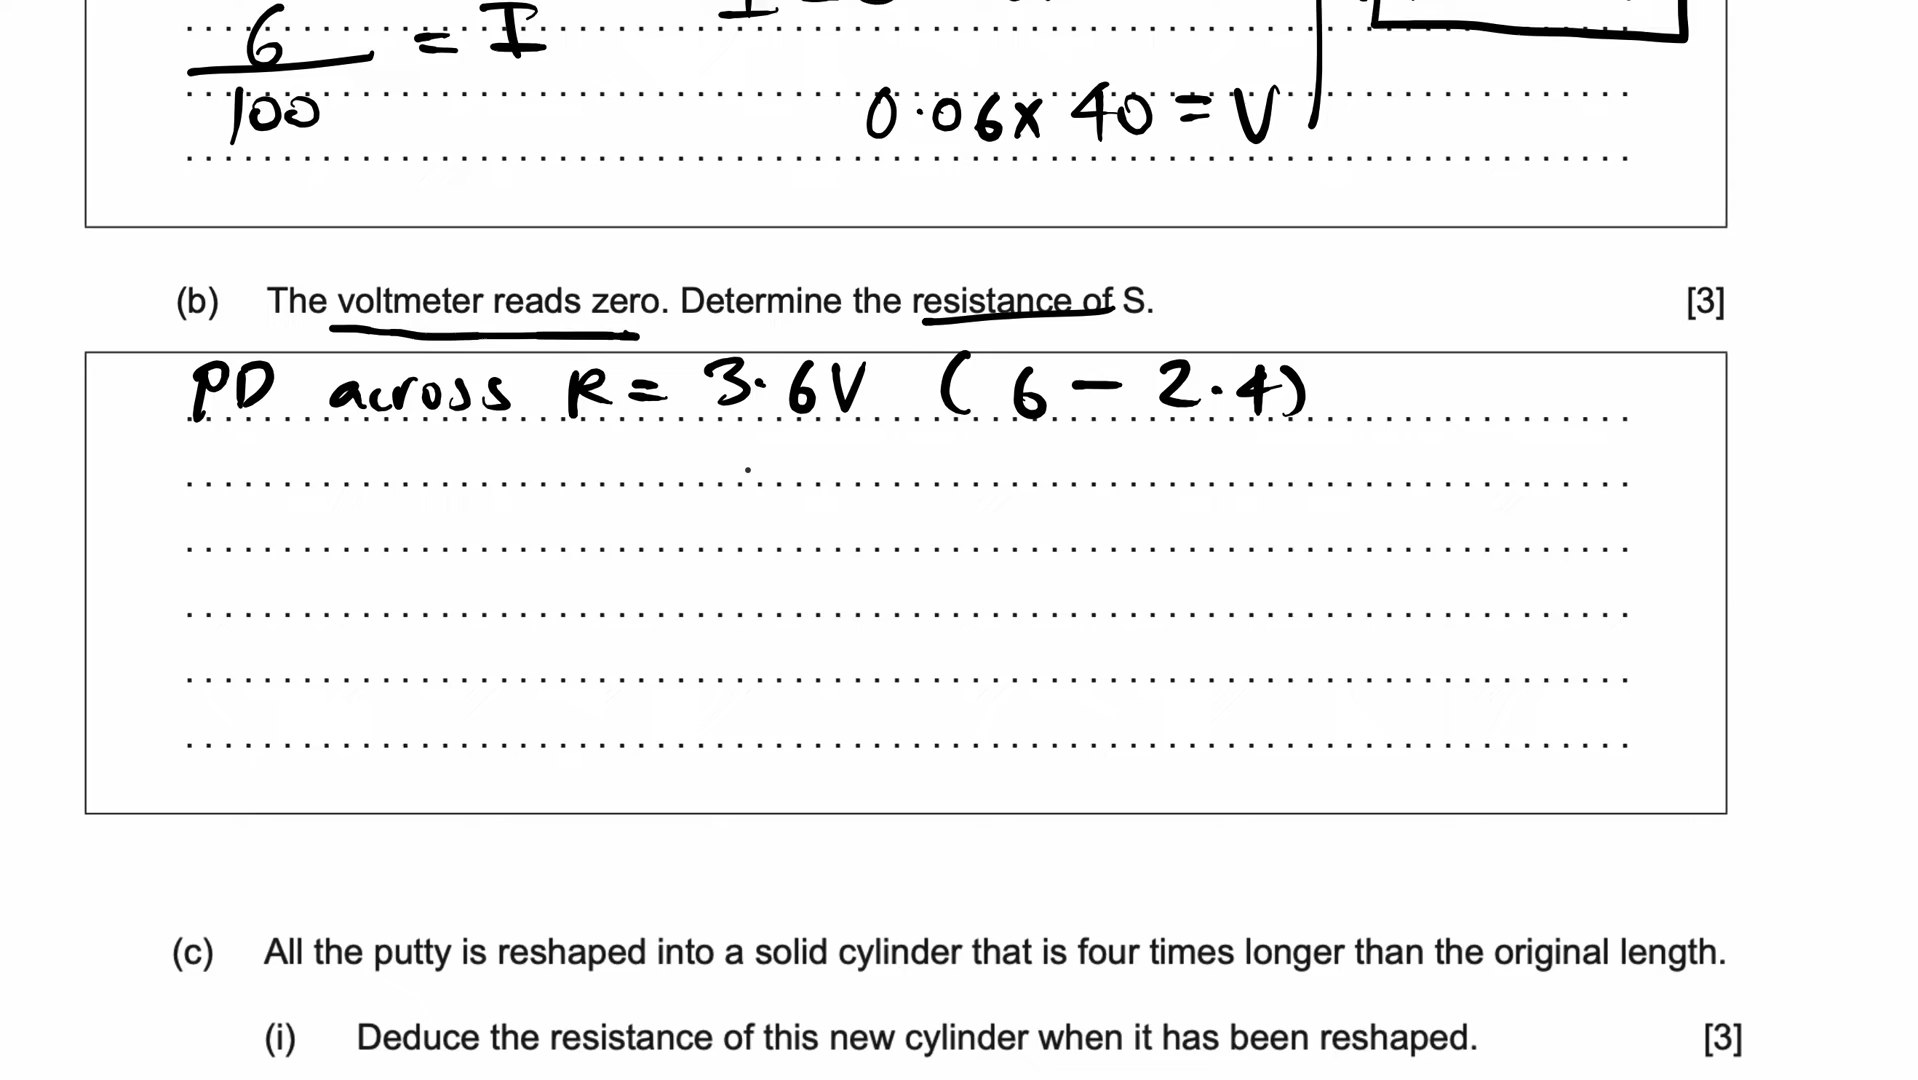 6
= I
100
0.06 x 40 = V
(b) The voltmeter reads zero. Determine the resistance of S. [3]
PD across R = 3.6V (6 - 2.4)
(c) All the putty is reshaped into a solid cylinder that is four times longer than the original length.
(i) Deduce the resistance of this new cylinder when it has been reshaped. [3]